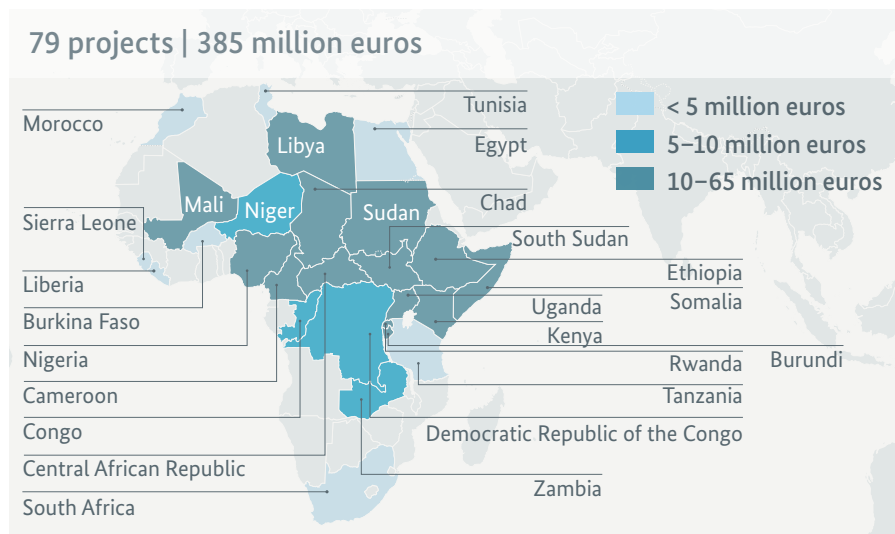 79 projects | 385 million euros
< 5 million euros
5–10 million euros
10–65 million euros
Morocco
Tunisia
Libya
Egypt
Mali
Niger
Chad
Sudan
Sierra Leone
South Sudan
Liberia
Ethiopia
Burkina Faso
Uganda
Somalia
Nigeria
Kenya
Rwanda
Burundi
Cameroon
Tanzania
Congo
Democratic Republic of the Congo
Central African Republic
Zambia
South Africa